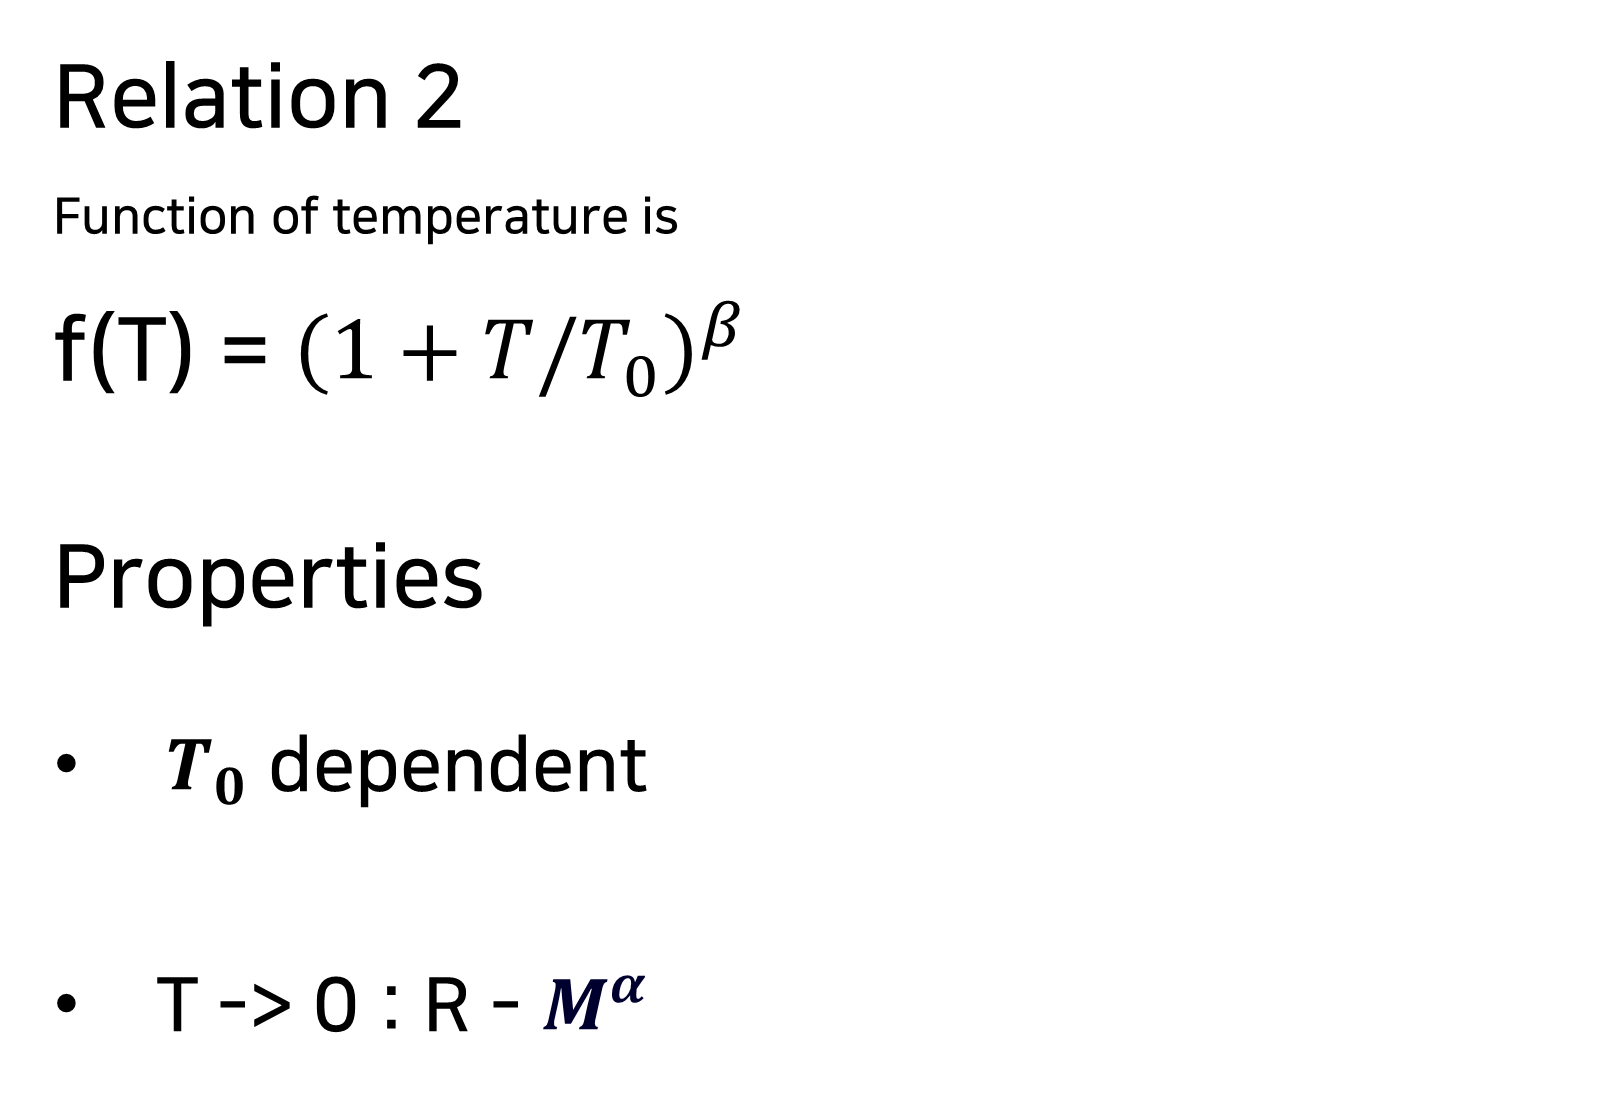 Relation 2
Function of temperature is
f(T) = (1 + T/T₀)^β
Properties
• T₀ dependent
• T -> 0 : R - M^α